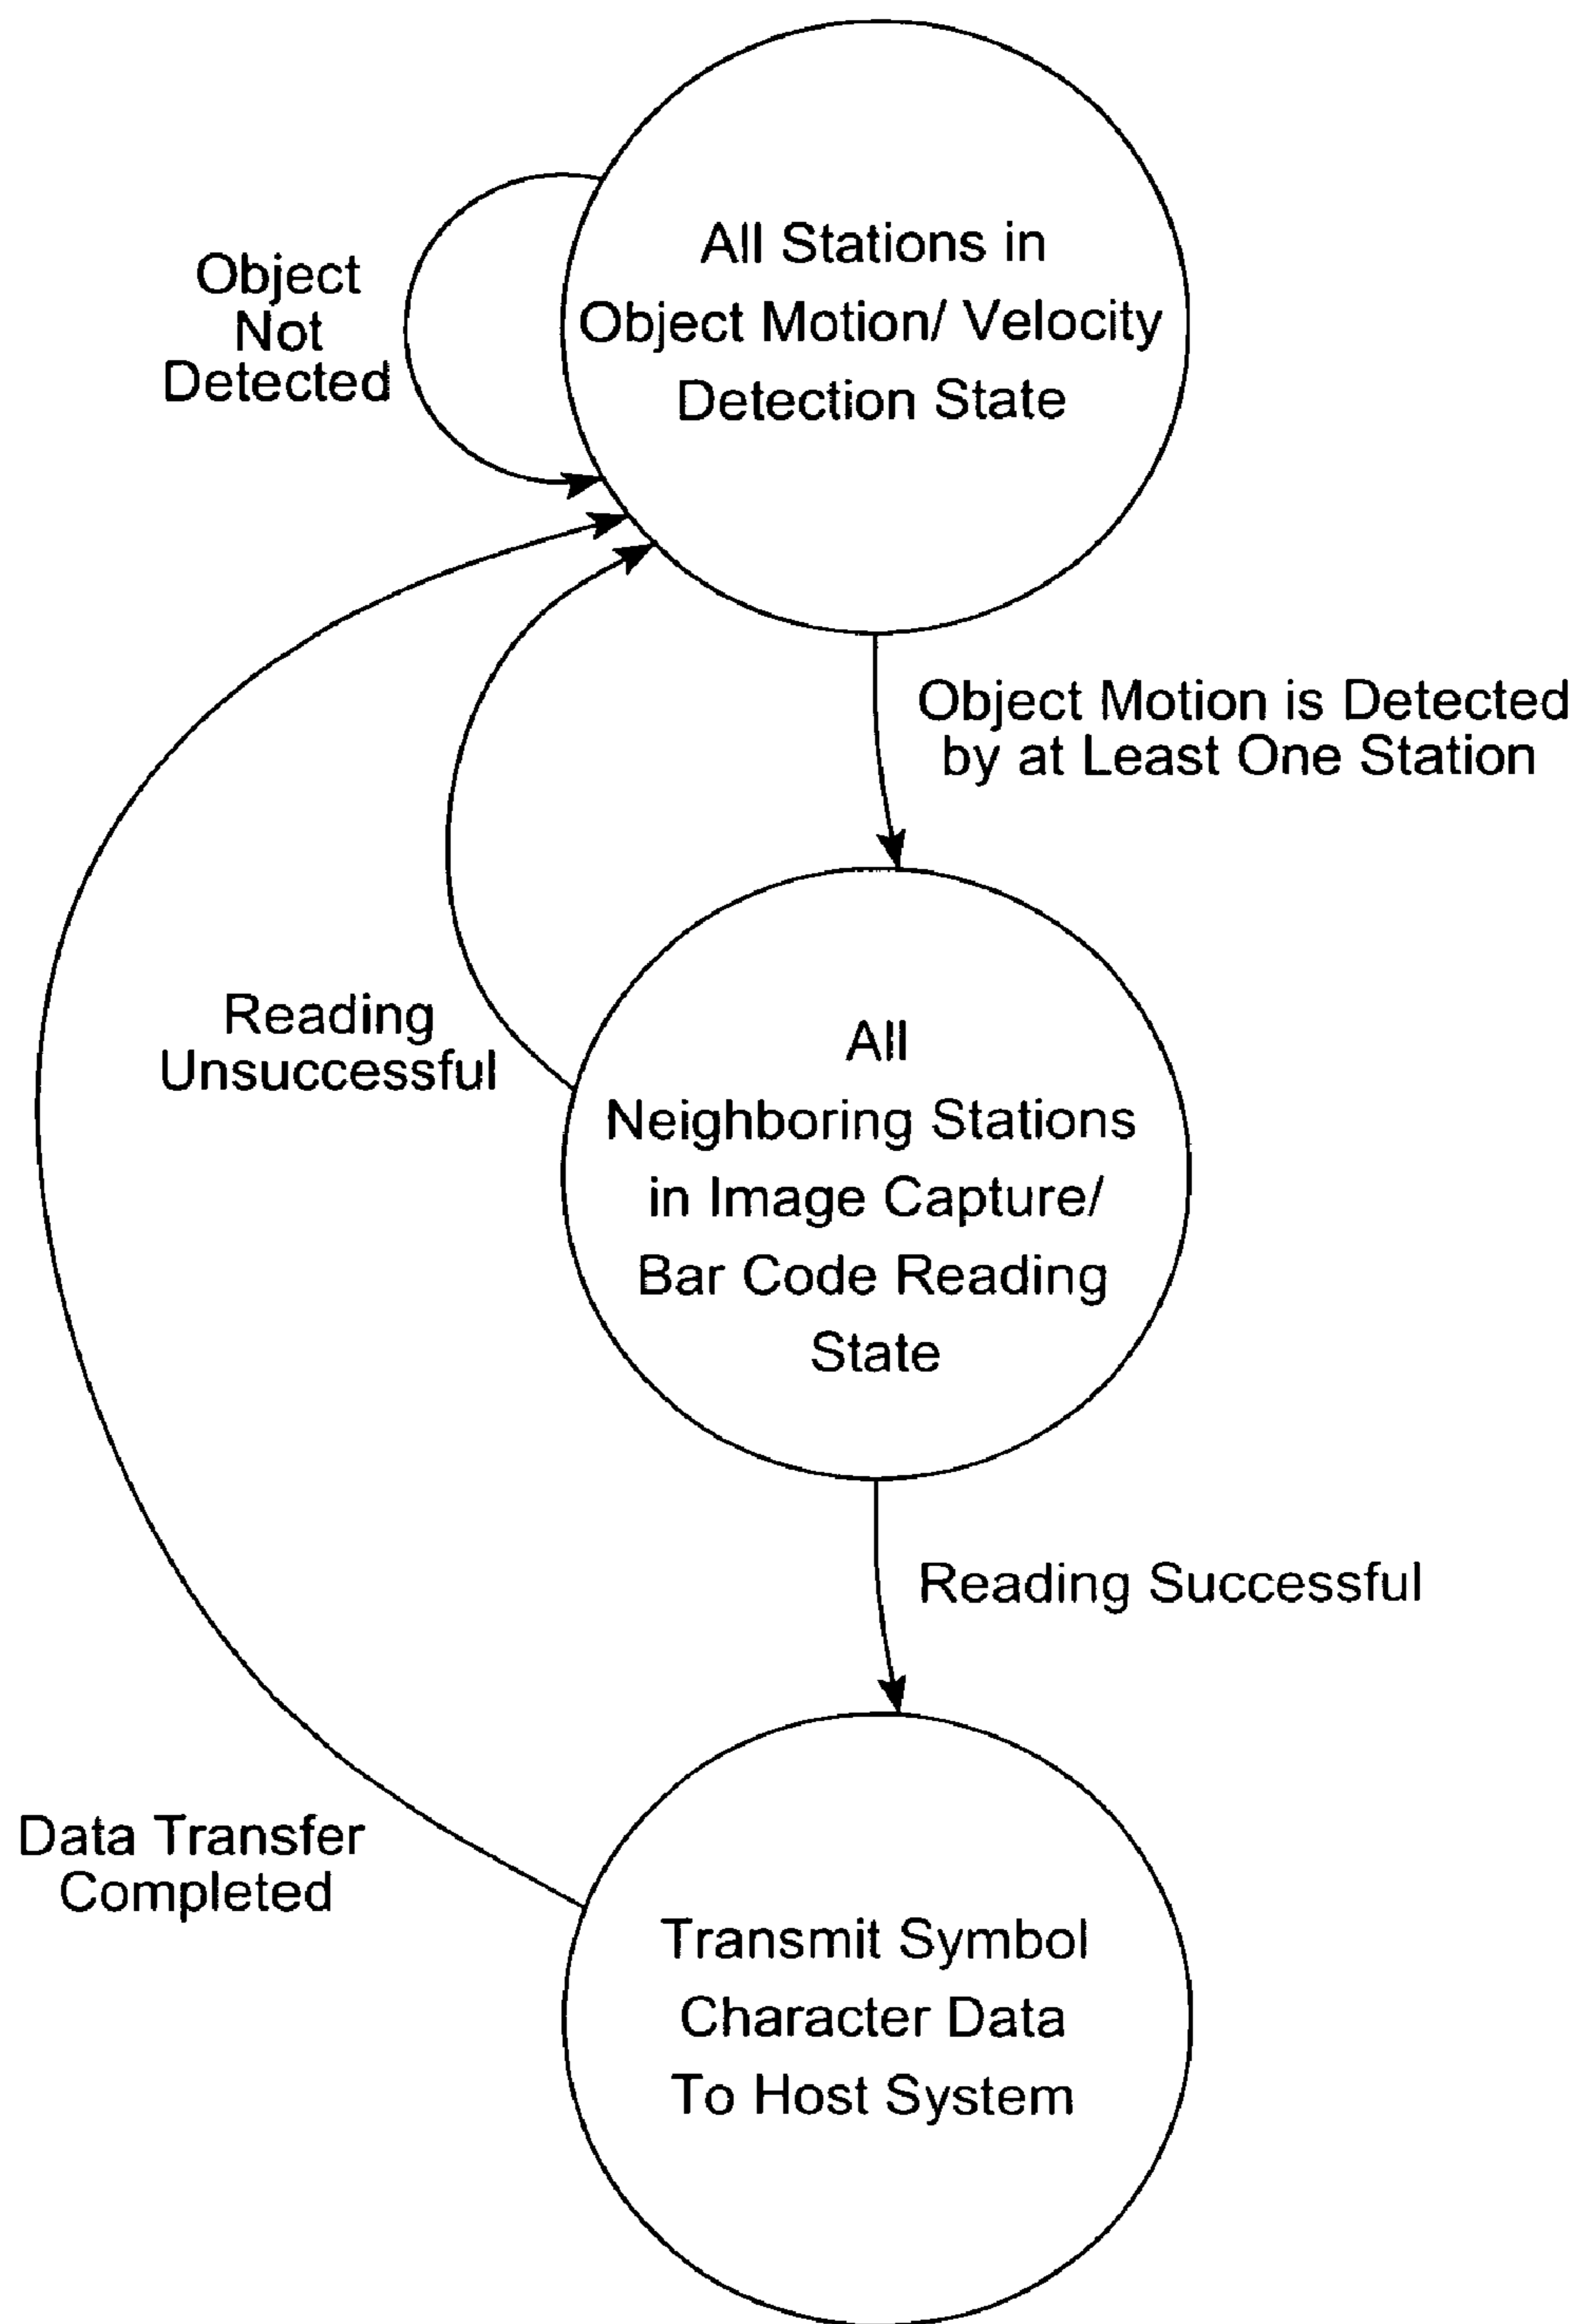 All Stations in
Object Motion/ Velocity
Detection State
Object
Not
Detected
Object Motion is Detected
by at Least One Station
Reading
Unsuccessful
All
Neighboring Stations
in Image Capture/
Bar Code Reading
State
Reading Successful
Data Transfer
Completed
Transmit Symbol
Character Data
To Host System